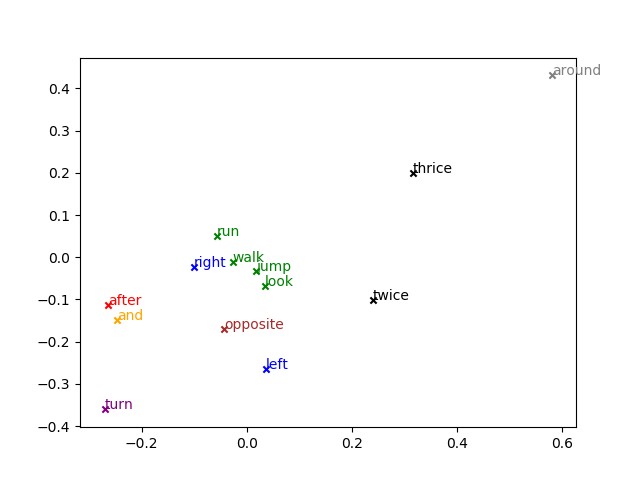 around
0.4
0.3
thrice
0.2
0.1
run
0.0
walk
right
jump
look
−0.1
twice
after
and
opposite
−0.2
left
−0.3
turn
−0.4
−0.2 0.0 0.2 0.4 0.6